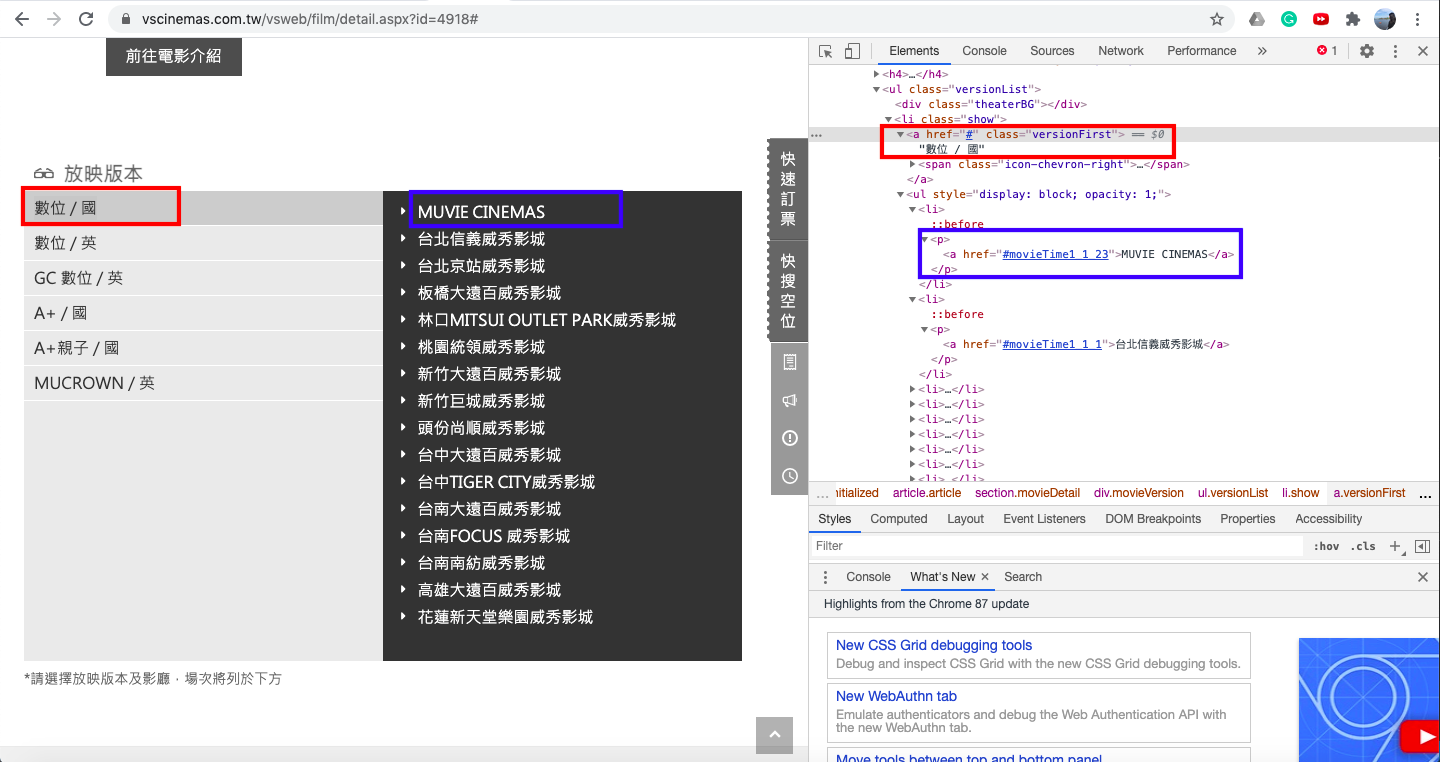 vscinemas.com.tw/vsweb/film/detail.aspx?id=4918#
前往電影介紹
放映版本
數位 / 國
數位 / 英
GC 數位 / 英
A+ / 國
A+親子 / 國
MUCROWN / 英
MUVIE CINEMAS
台北信義威秀影城
台北京站威秀影城
板橋大遠百威秀影城
林口MITSUI OUTLET PARK威秀影城
桃園統領威秀影城
新竹大遠百威秀影城
新竹巨城威秀影城
頭份尚順威秀影城
台中大遠百威秀影城
台中TIGER CITY威秀影城
台南大遠百威秀影城
台南FOCUS 威秀影城
台南南紡威秀影城
高雄大遠百威秀影城
花蓮新天堂樂園威秀影城
*請選擇放映版本及影廳，場次將列於下方
快速訂票
快搜空位
Elements Console Sources Network Performance » 1
<h4>…</h4>
<ul class="versionList">
<div class="theaterBG"></div>
<li class="show">
<a href="#" class="versionFirst"> == $0
"數位 / 國"
<span class="icon-chevron-right">…</span>
</a>
<ul style="display: block; opacity: 1;">
<li>
::before
<p>
<a href="#movieTime1_1_23">MUVIE CINEMAS</a>
</p>
</li>
<li>
::before
<p>
<a href="#movieTime1_1_1">台北信義威秀影城</a>
</p>
</li>
<li>…</li>
<li>…</li>
<li>…</li>
<li>…</li>
<li>…</li>
<li>…</li>
<li>…</li>
… initialized article.article section.movieDetail div.movieVersion ul.versionList li.show a.versionFirst …
Styles Computed Layout Event Listeners DOM Breakpoints Properties Accessibility
Filter :hov .cls +
Console What's New × Search
Highlights from the Chrome 87 update
New CSS Grid debugging tools
Debug and inspect CSS Grid with the new CSS Grid debugging tools.
New WebAuthn tab
Emulate authenticators and debug the Web Authentication API with
the new WebAuthn tab.
Move tools between top and bottom panel